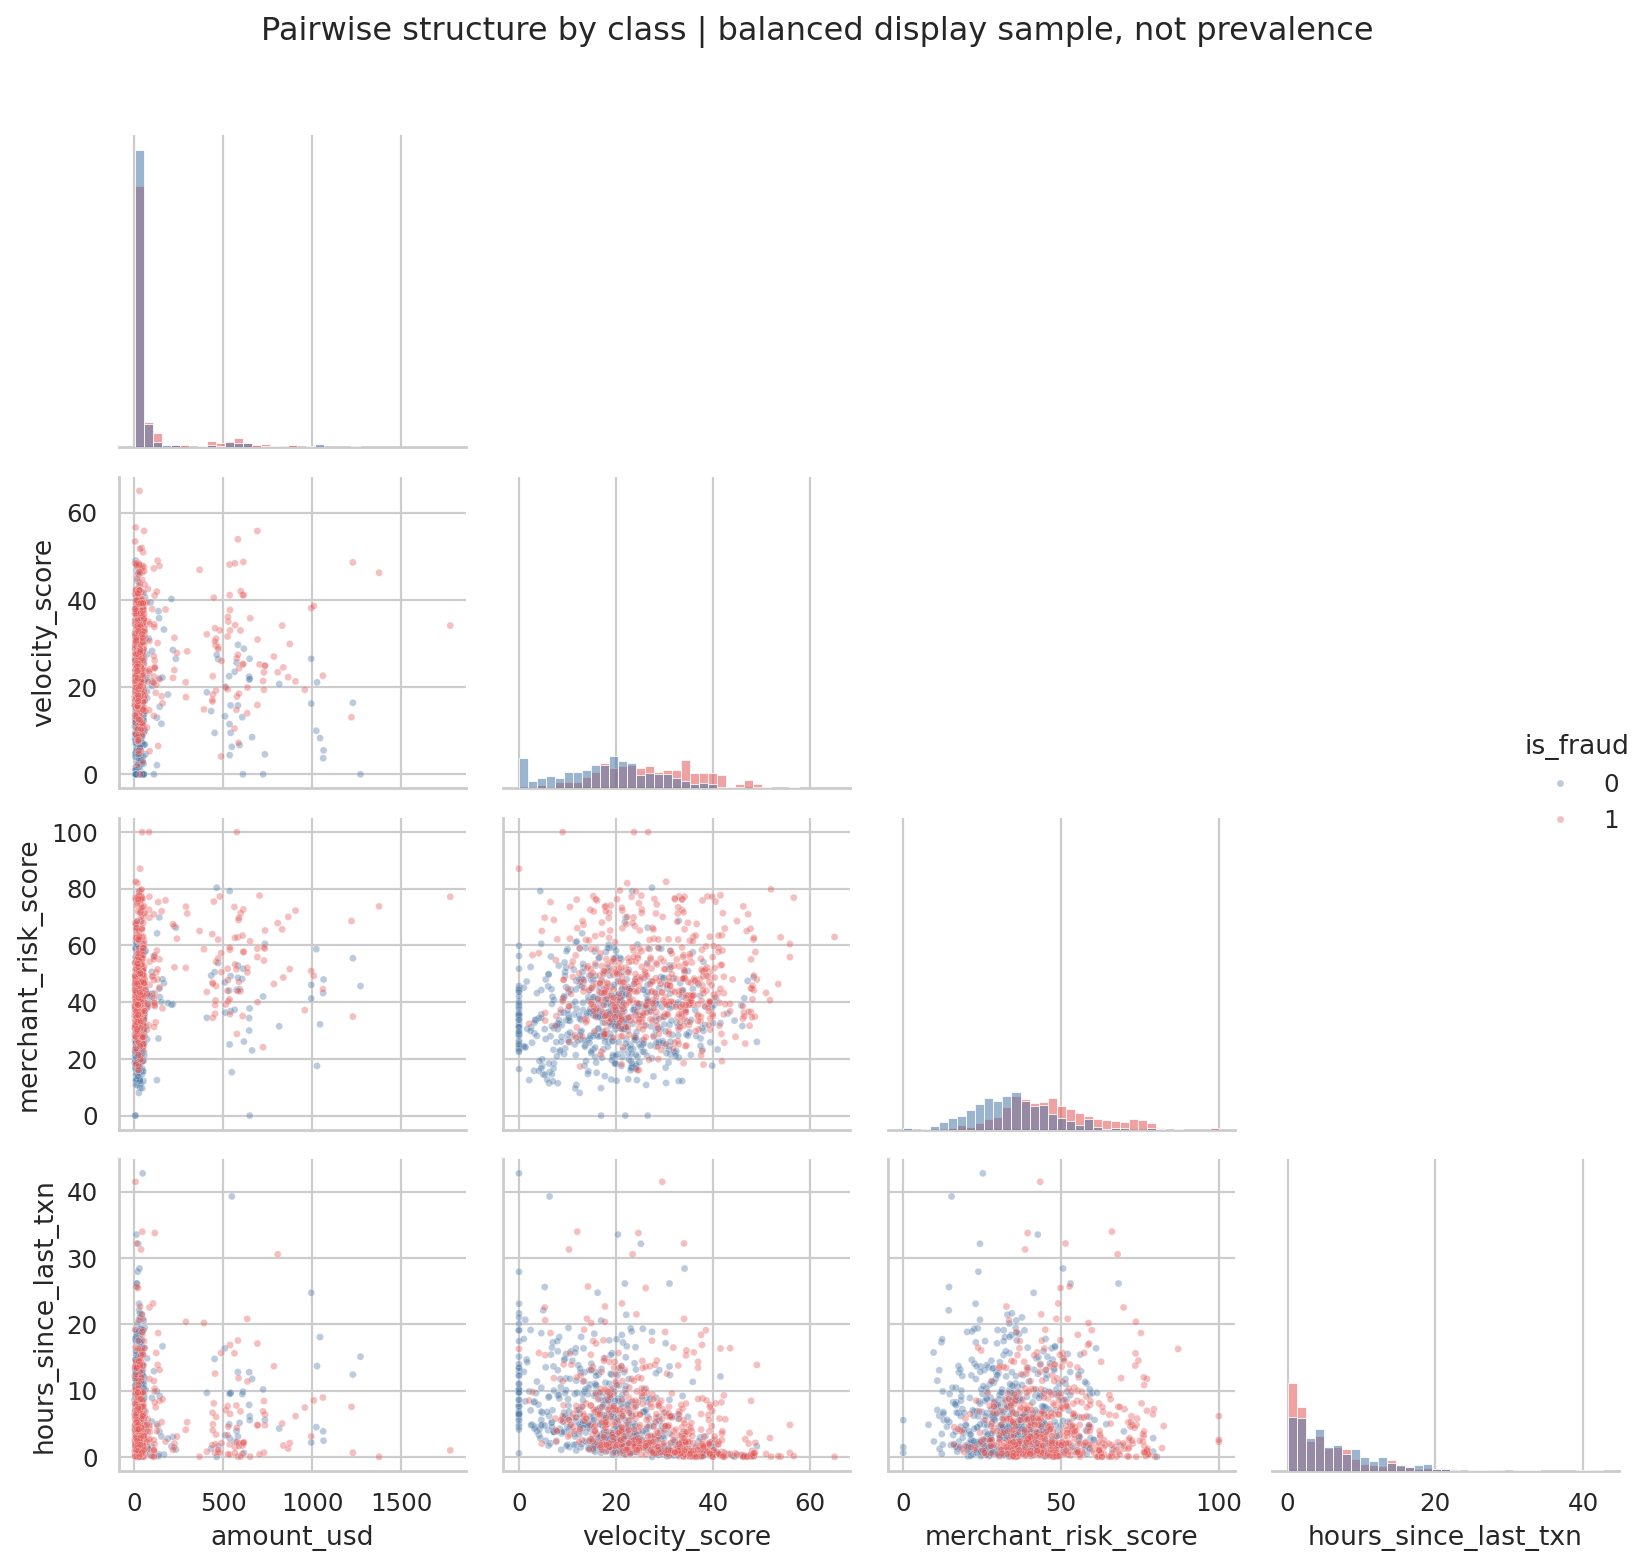 Pairwise structure by class | balanced display sample, not prevalence
velocity_score
60
40
20
0
is_fraud
0
1
merchant_risk_score
100
80
60
40
20
0
hours_since_last_txn
40
30
20
10
0
0 500 1000 1500
0 20 40 60
0 50 100
0 20 40
amount_usd
velocity_score
merchant_risk_score
hours_since_last_txn